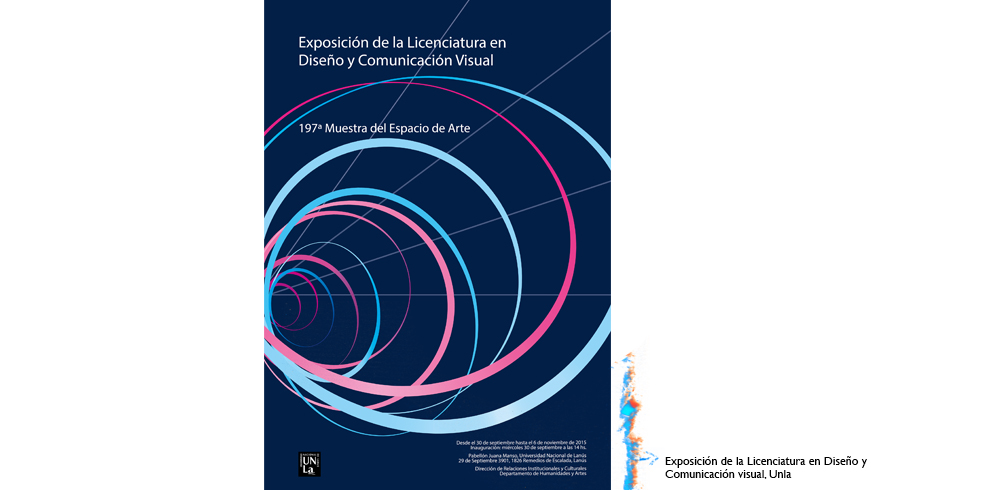 Exposición de la Licenciatura en
Diseño y Comunicación Visual
197ª Muestra del Espacio de Arte
Desde el 30 de septiembre hasta el 6 de noviembre de 2015
Inauguración: miércoles 30 de septiembre a las 14 hs.
Pabellón Juana Manso, Universidad Nacional de Lanús
29 de Septiembre 3901, 1826 Remedios de Escalada, Lanús
Dirección de Relaciones Institucionales y Culturales
Departamento de Humanidades y Artes
UNLa
Exposición de la Licenciatura en Diseño y
Comunicación visual, Unla